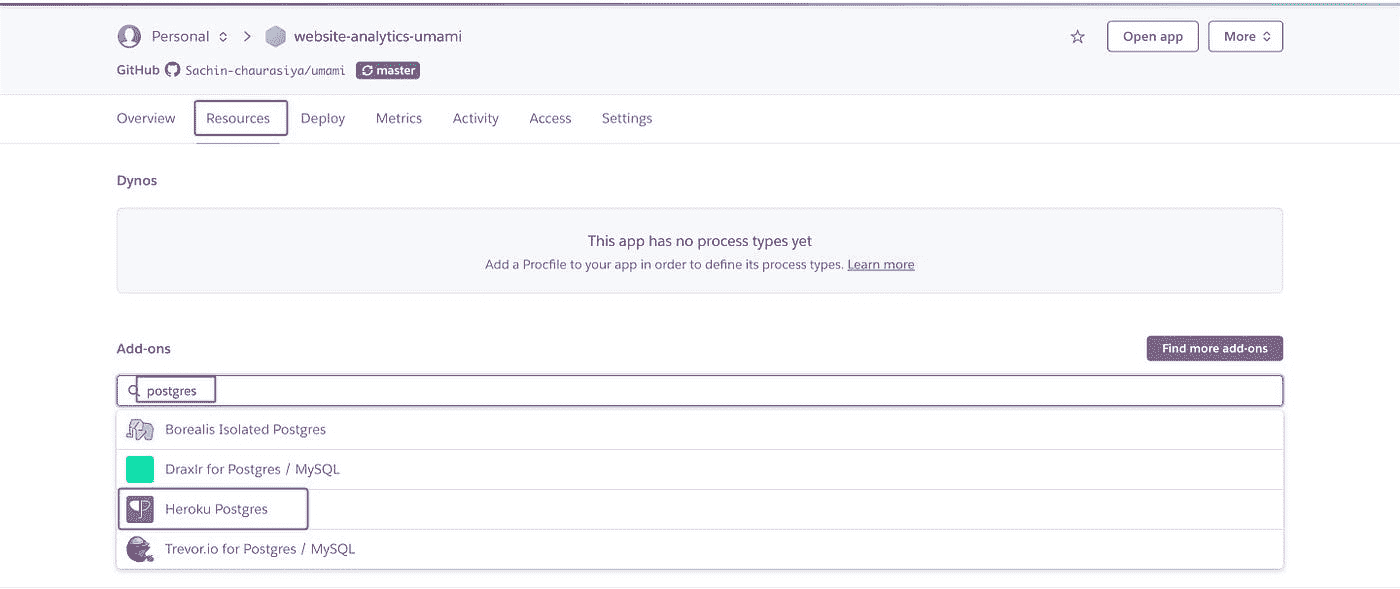 Personal website-analytics-umami Open app More
GitHub Sachin-chaurasiya/umami master
Overview Resources Deploy Metrics Activity Access Settings
Dynos
This app has no process types yet
Add a Procfile to your app in order to define its process types. Learn more
Add-ons Find more add-ons
postgres
Borealis Isolated Postgres
Draxlr for Postgres / MySQL
Heroku Postgres
Trevor.io for Postgres / MySQL